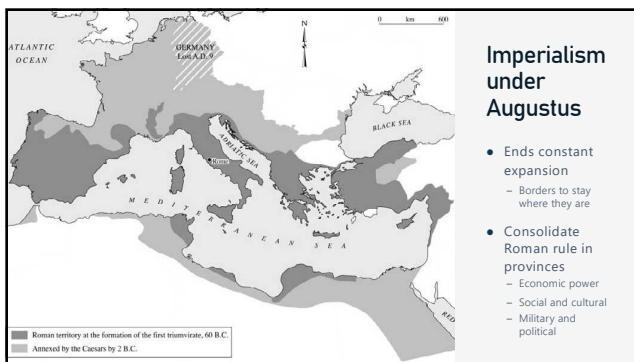 0 km 600
N
ATLANTIC
OCEAN
GERMANY
Lost A.D. 9
BLACK SEA
ADRIATIC SEA
Rome
MEDITERRANEAN SEA
RED
Roman territory at the formation of the first triumvirate, 60 B.C.
Annexed by the Caesars by 2 B.C.
Imperialism
under
Augustus
● Ends constant
expansion
– Borders to stay
where they are
● Consolidate
Roman rule in
provinces
– Economic power
– Social and cultural
– Military and
political